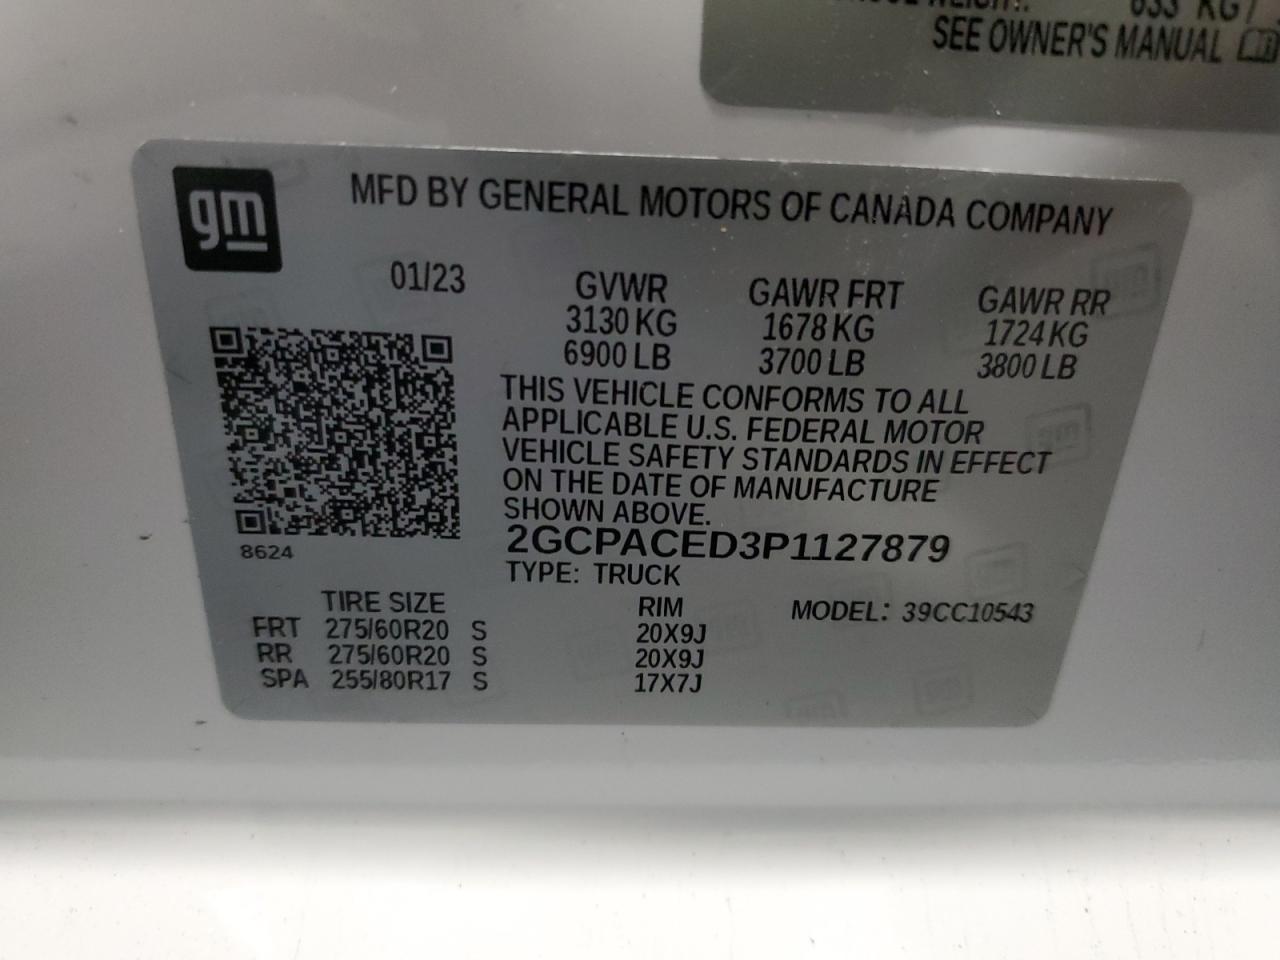 633 KG
SEE OWNER'S MANUAL
gm
MFD BY GENERAL MOTORS OF CANADA COMPANY
01/23
GVWR GAWR FRT GAWR RR
3130 KG 1678 KG 1724 KG
6900 LB 3700 LB 3800 LB
THIS VEHICLE CONFORMS TO ALL
APPLICABLE U.S. FEDERAL MOTOR
VEHICLE SAFETY STANDARDS IN EFFECT
ON THE DATE OF MANUFACTURE
SHOWN ABOVE.
8624
2GCPACED3P1127879
TYPE: TRUCK
TIRE SIZE RIM MODEL: 39CC10543
FRT 275/60R20 S 20X9J
RR 275/60R20 S 20X9J
SPA 255/80R17 S 17X7J